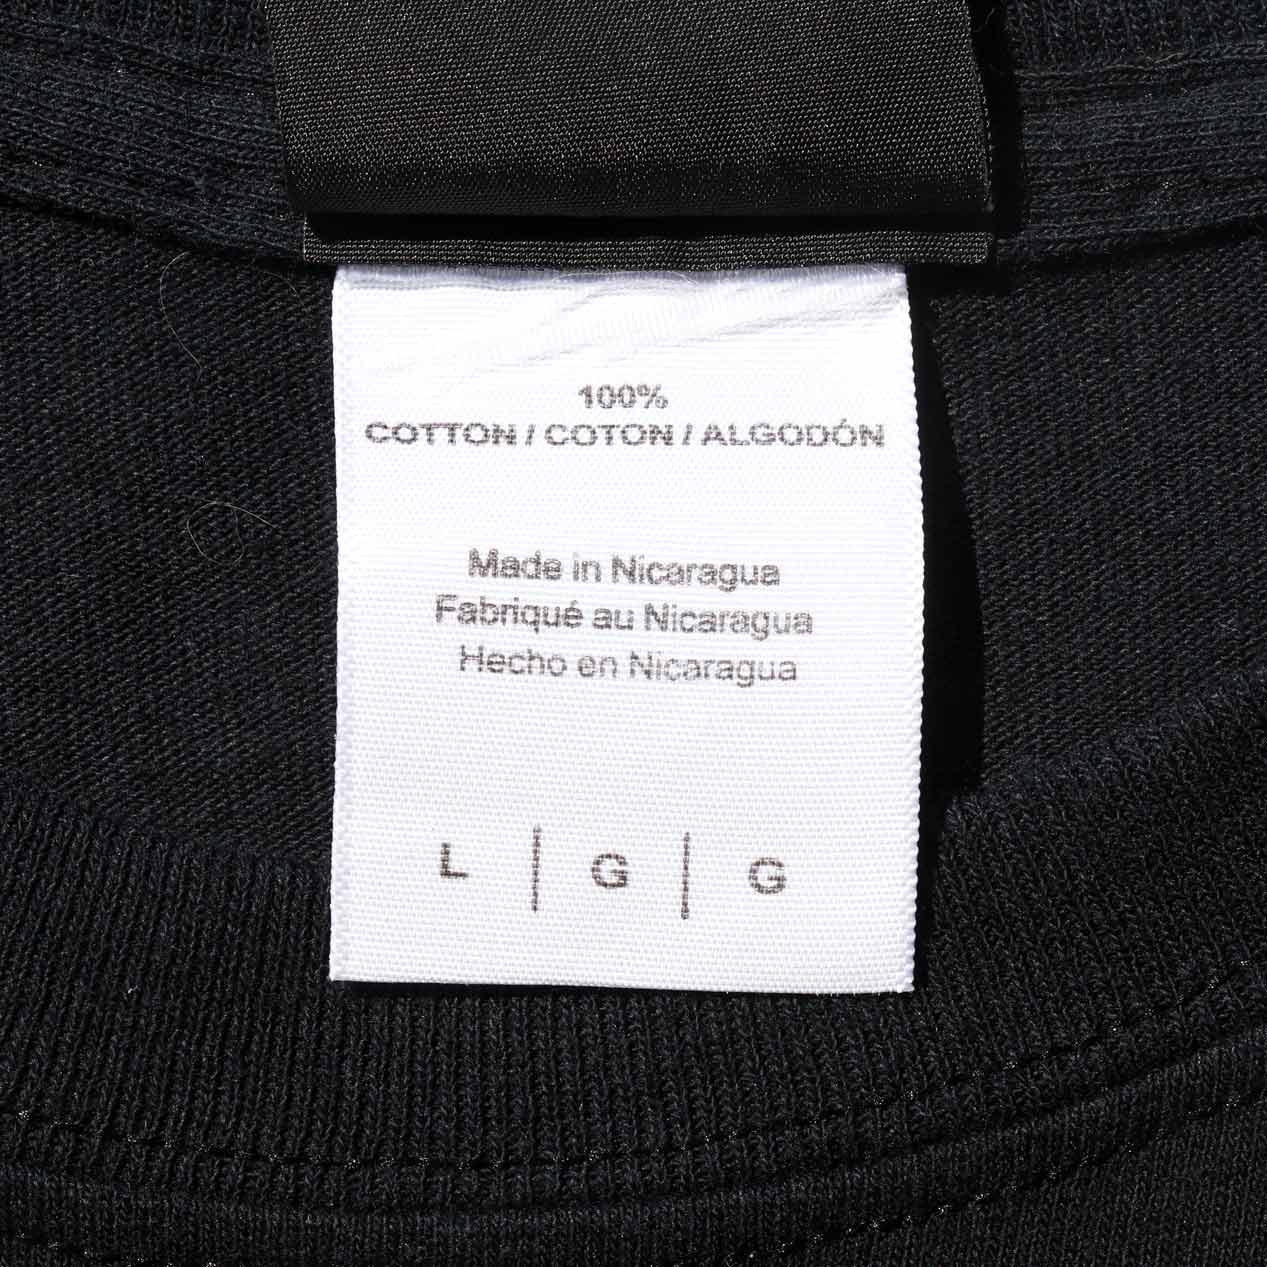 100%
COTTON / COTON / ALGODÓN
Made in Nicaragua
Fabriqué au Nicaragua
Hecho en Nicaragua
L | G | G